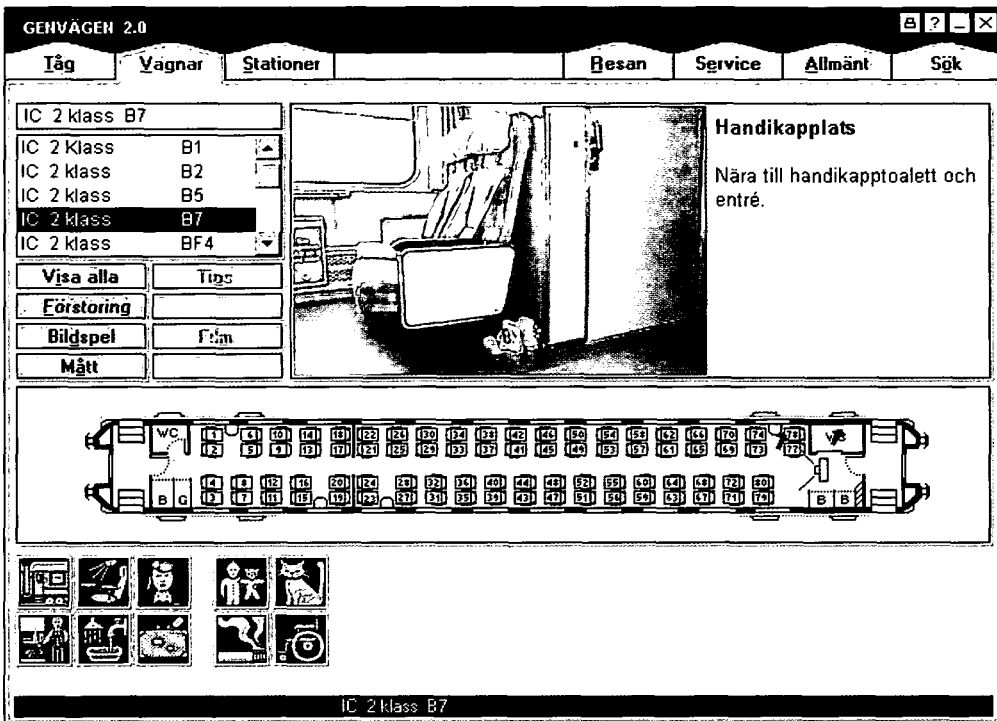 GENVÄGEN 2.0
? _ X
Tåg Vagnar Stationer Resan Service Allmänt Sök
IC 2 klass B7
IC 2 Klass B1
IC 2 klass B2
IC 2 klass B5
IC 2 klass B7
IC 2 klass BF4
Visa alla Tips
Förstoring
Bildspel Film
Mått
Handikapplats
Nära till handikapptoalett och
entré.
WC 1 6 10 14 18 22 26 30 34 38 42 46 50 54 58 62 66 70 74 78
2 5 9 13 17 21 25 29 33 37 41 45 49 53 57 61 65 69 73 77
4 8 12 16 20 24 28 32 36 40 44 48 52 55 60 64 68 72 76 80
B G 3 7 11 15 19 23 27 31 35 39 43 47 51 56 59 63 67 71 79 B B
IC 2 klass B7